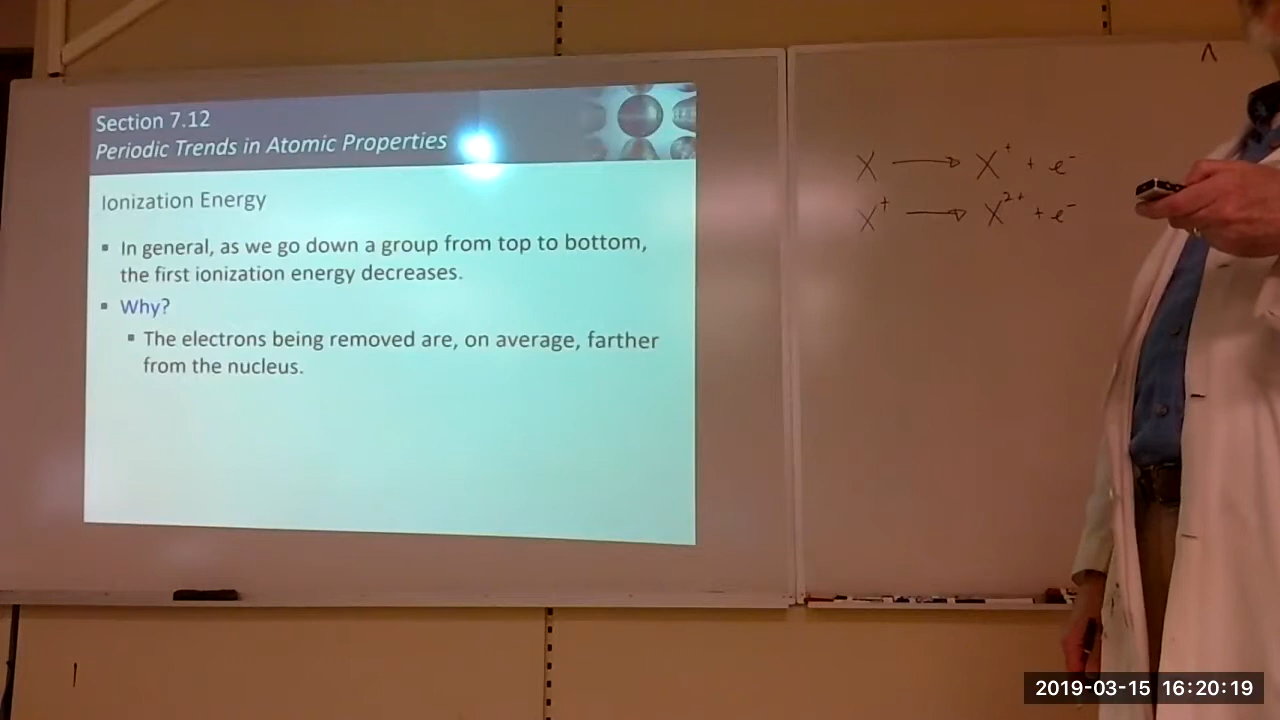 Section 7.12
Periodic Trends in Atomic Properties
Ionization Energy
▪ In general, as we go down a group from top to bottom,
the first ionization energy decreases.
▪ Why?
▪ The electrons being removed are, on average, farther
from the nucleus.
X → X⁺ + e⁻
X⁺ → X²⁺ + e⁻
2019-03-15 16:20:19